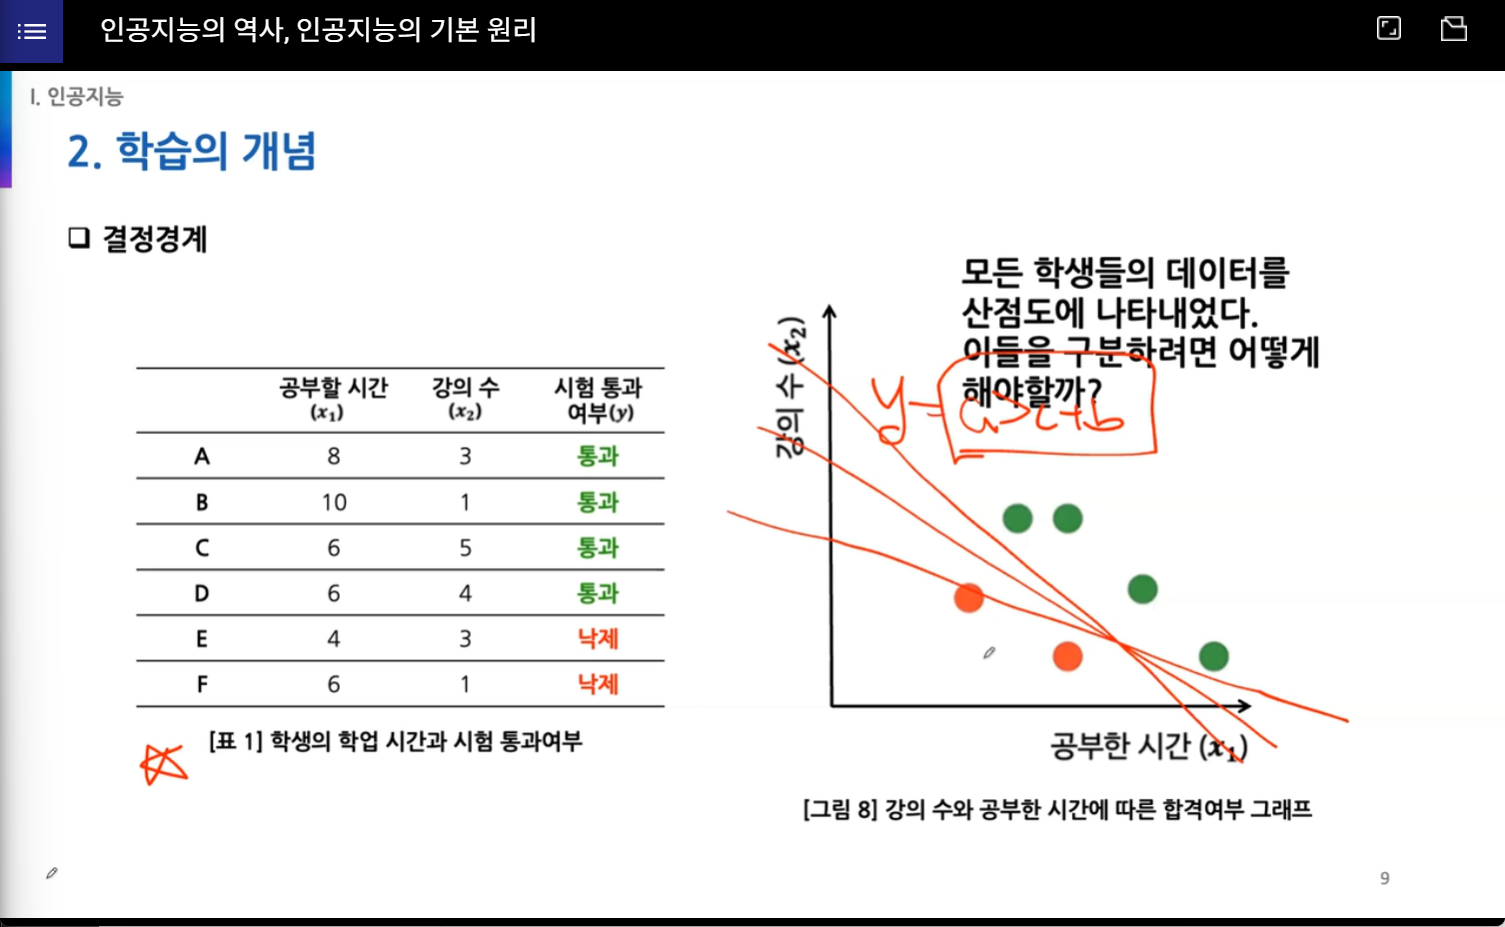 인공지능의 역사, 인공지능의 기본 원리
I. 인공지능
2. 학습의 개념
❑ 결정경계
모든 학생들의 데이터를
산점도에 나타내었다.
이들을 구분하려면 어떻게
해야할까?
y = ax+b
공부할 시간 (x₁) 강의 수 (x₂) 시험 통과 여부(y)
A 8 3 통과
B 10 1 통과
C 6 5 통과
D 6 4 통과
E 4 3 낙제
F 6 1 낙제
[표 1] 학생의 학업 시간과 시험 통과여부
강의 수 (x₂)
공부한 시간 (x₁)
[그림 8] 강의 수와 공부한 시간에 따른 합격여부 그래프
9